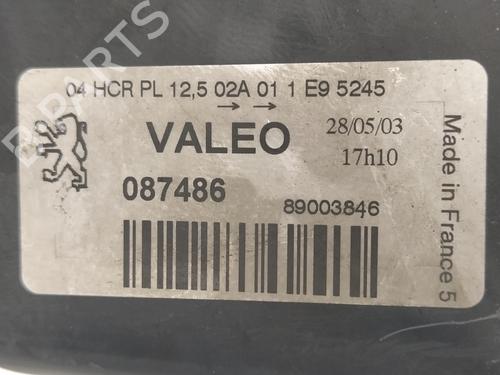 04 HCR PL 12,5 02A 01 1 E9 5245
VALEO
28/05/03
17h10
087486
89003846
Made in France 5
B-PARTS